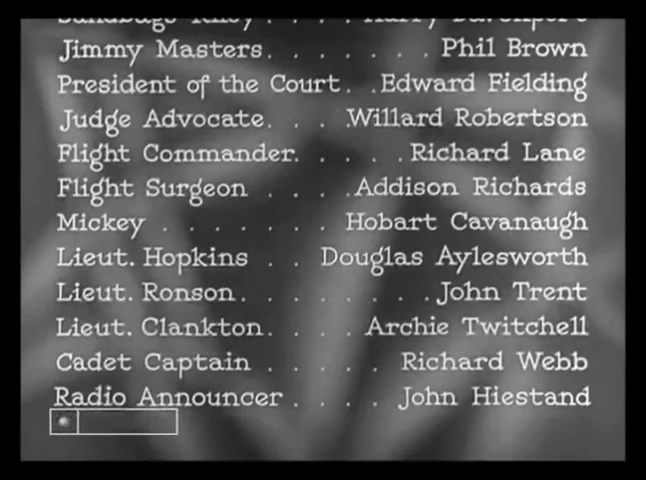 Jimmy Masters. . . . . . . Phil Brown
President of the Court. . Edward Fielding
Judge Advocate. . . .Willard Robertson
Flight Commander. . . . .Richard Lane
Flight Surgeon . . . .Addison Richards
Mickey . . . . . . . Hobart Cavanaugh
Lieut. Hopkins . . Douglas Aylesworth
Lieut. Ronson. . . . . . . .John Trent
Lieut. Clankton. . . . Archie Twitchell
Cadet Captain . . . . . Richard Webb
Radio Announcer . . . . John Hiestand